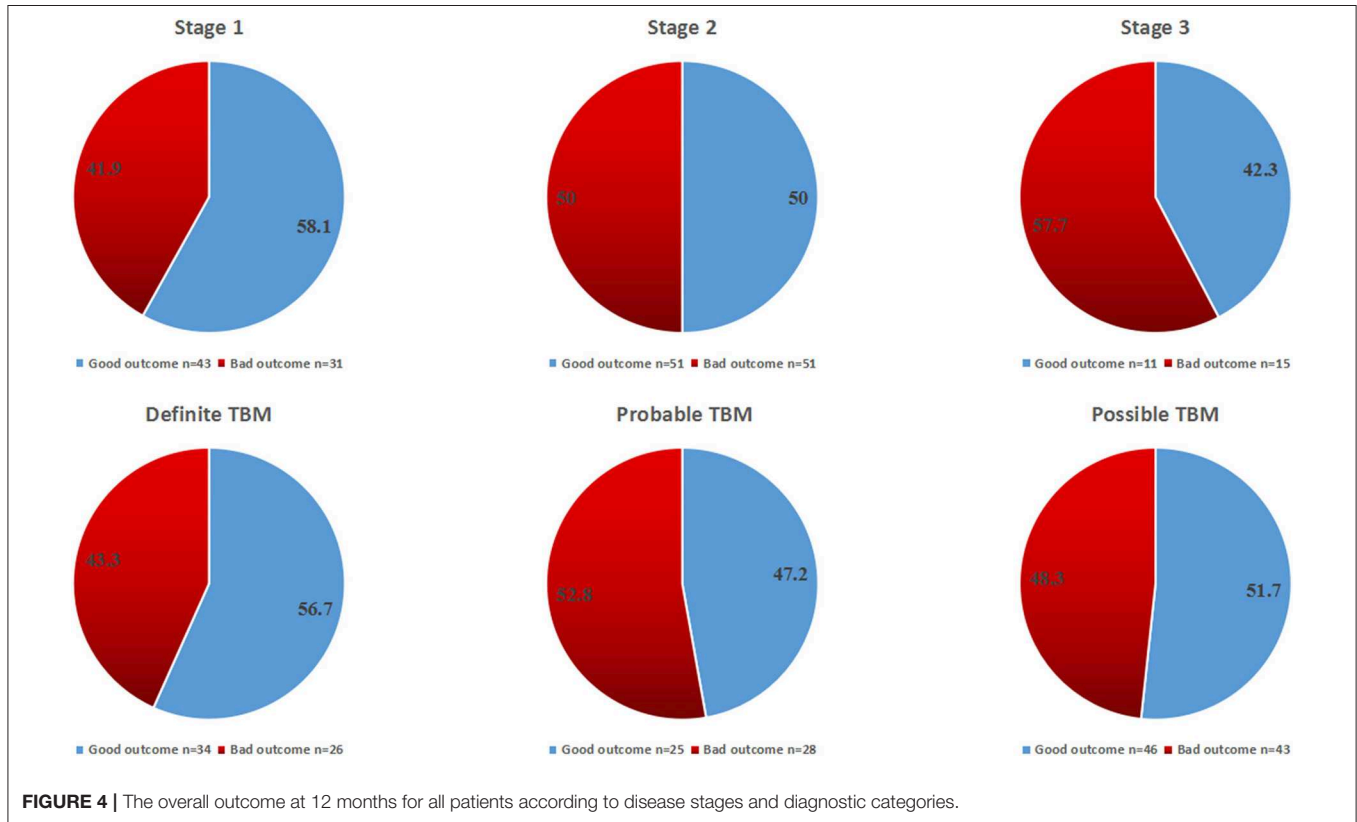 Stage 1
41.9
58.1
Good outcome n=43 Bad outcome n=31
Stage 2
50
50
Good outcome n=51 Bad outcome n=51
Stage 3
42.3
57.7
Good outcome n=11 Bad outcome n=15
Definite TBM
43.3
56.7
Good outcome n=34 Bad outcome n=26
Probable TBM
47.2
52.8
Good outcome n=25 Bad outcome n=28
Possible TBM
48.3
51.7
Good outcome n=46 Bad outcome n=43
FIGURE 4 | The overall outcome at 12 months for all patients according to disease stages and diagnostic categories.